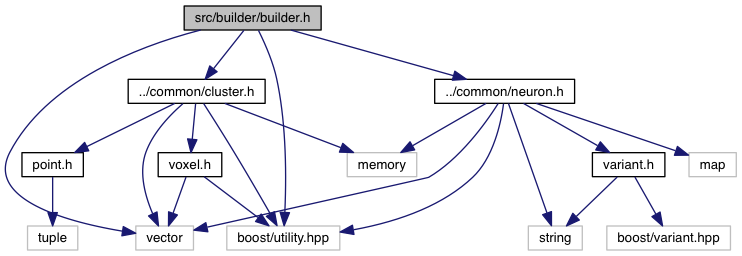 src/builder/builder.h
../common/cluster.h
../common/neuron.h
point.h
voxel.h
memory
variant.h
map
tuple
vector
boost/utility.hpp
string
boost/variant.hpp